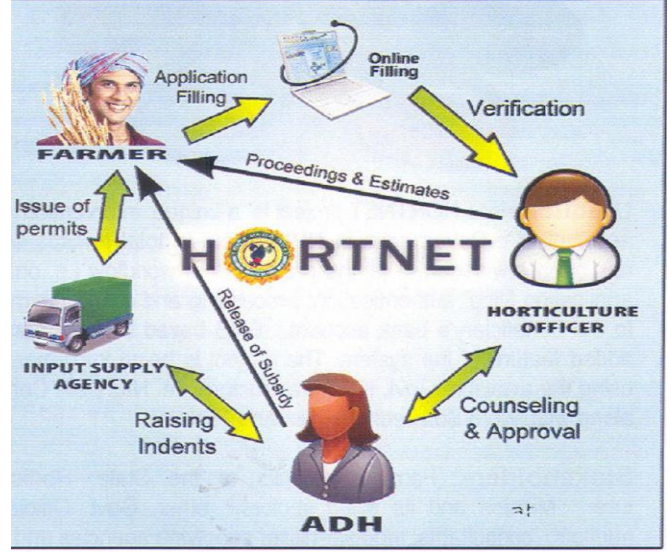 Online
Filling
Application
Filling
Verification
FARMER
Proceedings & Estimates
Issue of
permits
HORTNET
Release of Subsidy
HORTICULTURE
OFFICER
INPUT SUPPLY
AGENCY
Raising
Indents
Counseling
& Approval
ADH